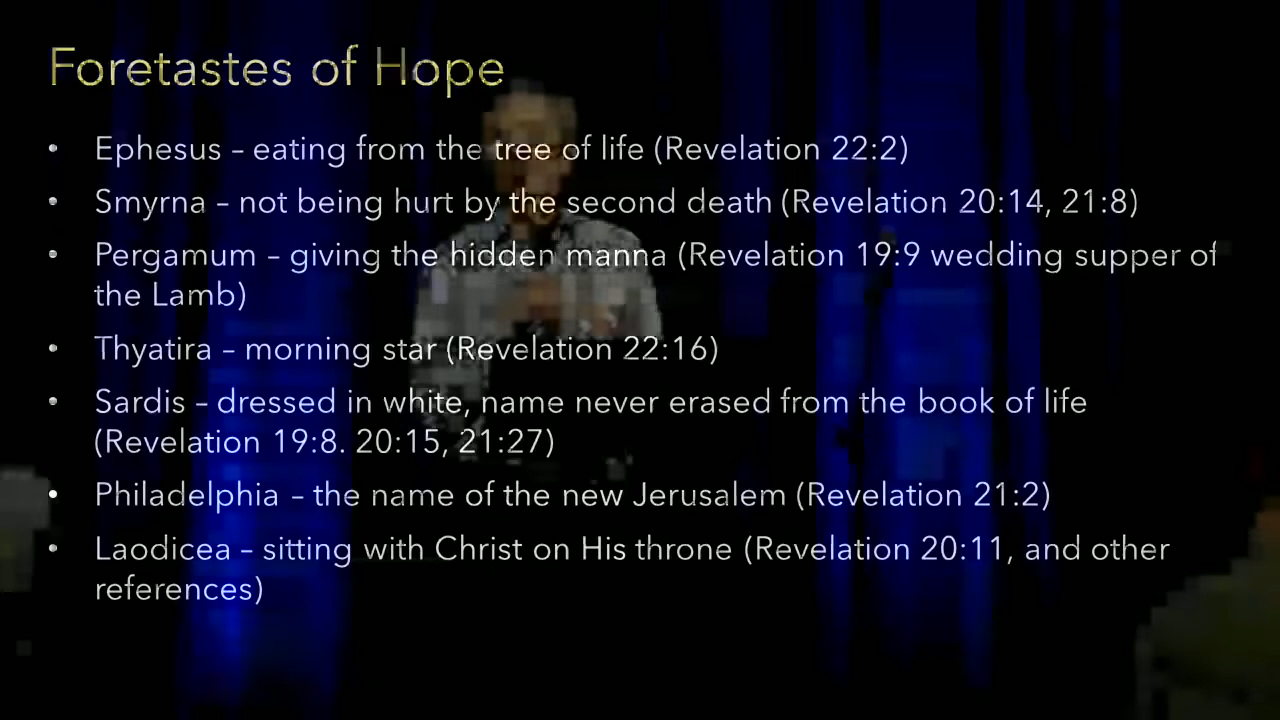 Foretastes of Hope
• Ephesus – eating from the tree of life (Revelation 22:2)
• Smyrna – not being hurt by the second death (Revelation 20:14, 21:8)
• Pergamum – giving the hidden manna (Revelation 19:9 wedding supper of
the Lamb)
• Thyatira – morning star (Revelation 22:16)
• Sardis – dressed in white, name never erased from the book of life
(Revelation 19:8. 20:15, 21:27)
• Philadelphia – the name of the new Jerusalem (Revelation 21:2)
• Laodicea – sitting with Christ on His throne (Revelation 20:11, and other
references)